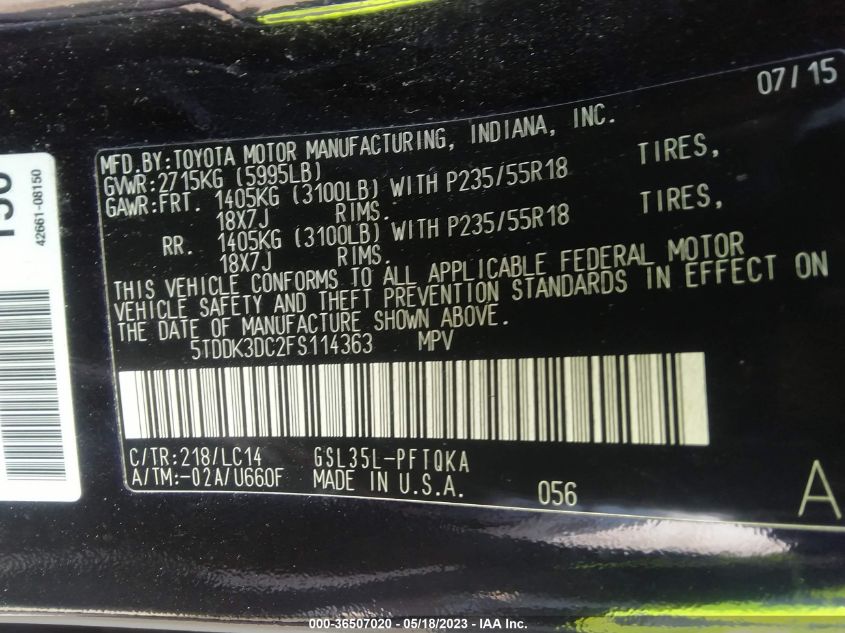 07/15
MFD.BY:TOYOTA MOTOR MANUFACTURING, INDIANA, INC.
GVWR:2715KG (5995LB)
GAWR:FRT. 1405KG (3100LB) WITH P235/55R18 TIRES,
18X7J RIMS.
RR. 1405KG (3100LB) WITH P235/55R18 TIRES,
18X7J RIMS.
THIS VEHICLE CONFORMS TO ALL APPLICABLE FEDERAL MOTOR
VEHICLE SAFETY AND THEFT PREVENTION STANDARDS IN EFFECT ON
THE DATE OF MANUFACTURE SHOWN ABOVE.
5TDDK3DC2FS114363 MPV
C/TR:218/LC14 GSL35L-PFTQKA
A/TM:-02A/U660F MADE IN U.S.A. 056
A
42661-08150
000-36507020 - 05/18/2023 - IAA Inc.